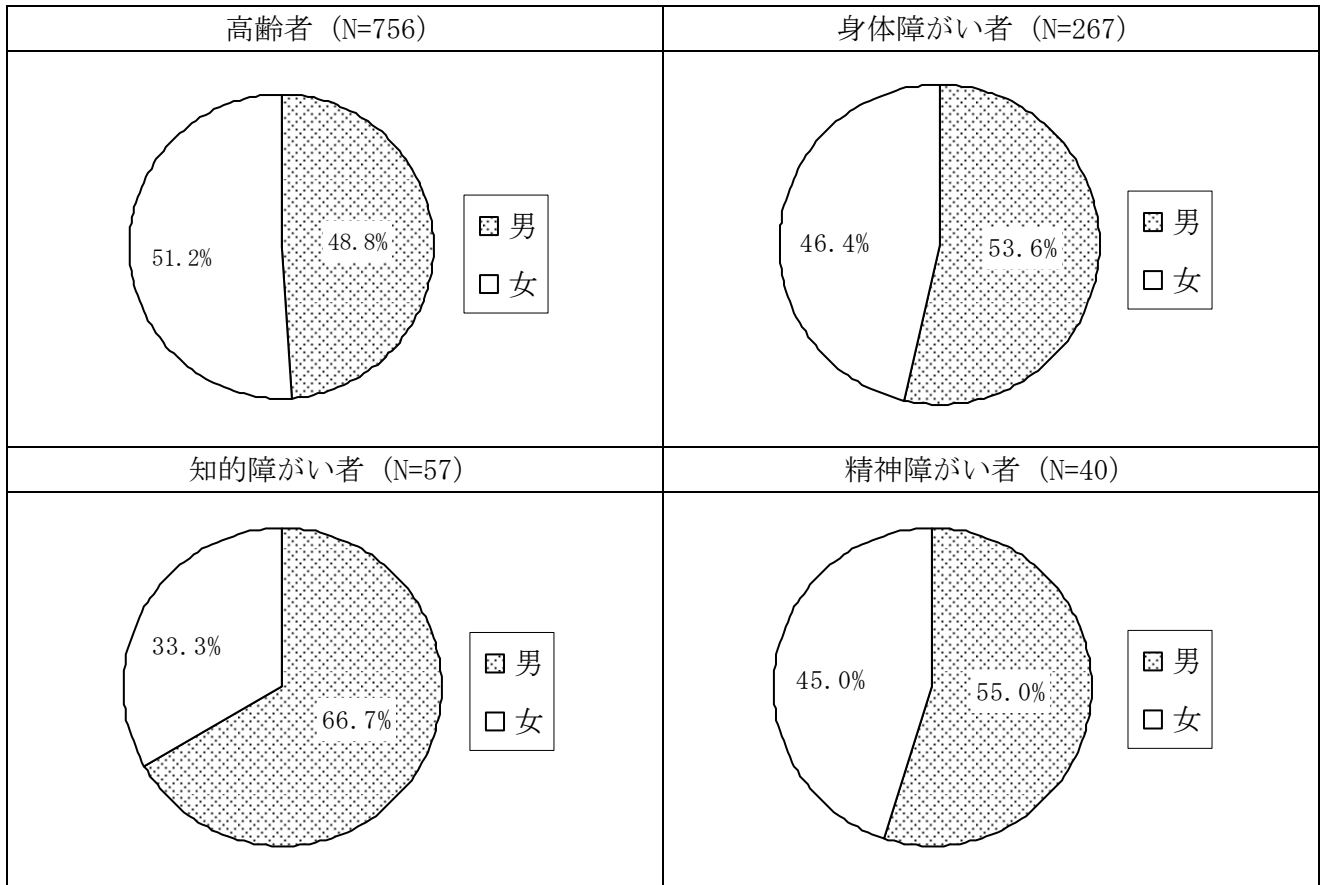 高齢者 (N=756)
身体障がい者 (N=267)
51.2%
48.8%
男
女
46.4%
53.6%
男
女
知的障がい者 (N=57)
精神障がい者 (N=40)
33.3%
66.7%
男
女
45.0%
55.0%
男
女